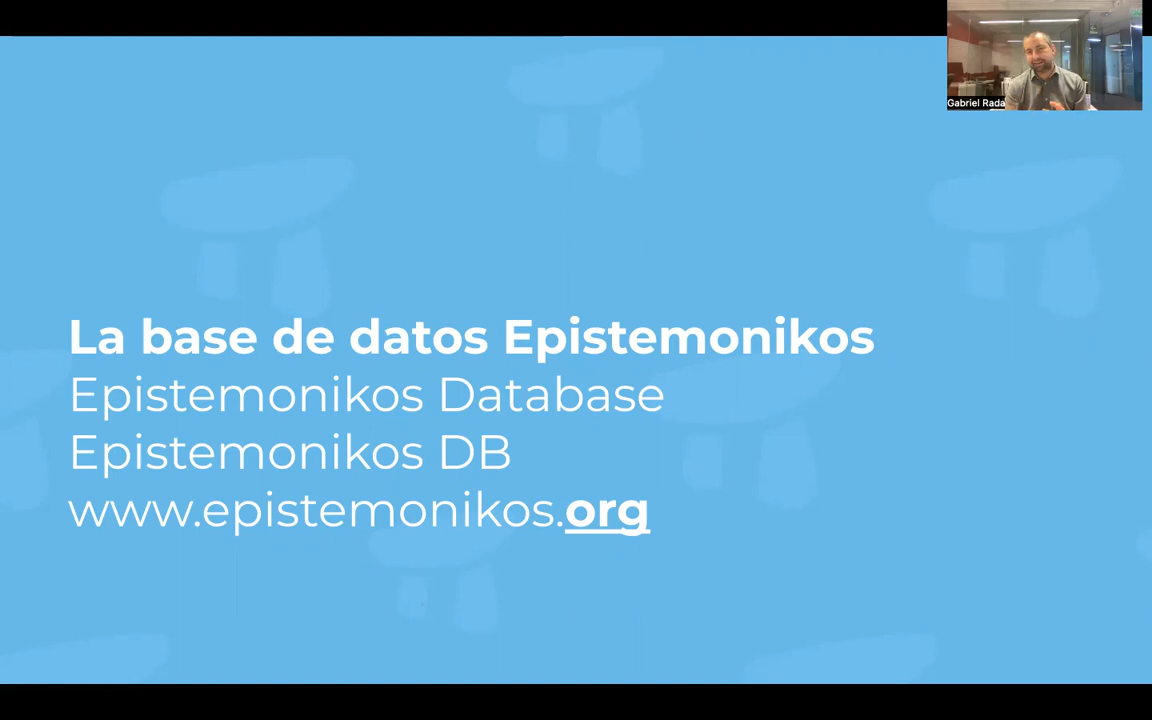 Gabriel Rada
La base de datos Epistemonikos
Epistemonikos Database
Epistemonikos DB
www.epistemonikos.org